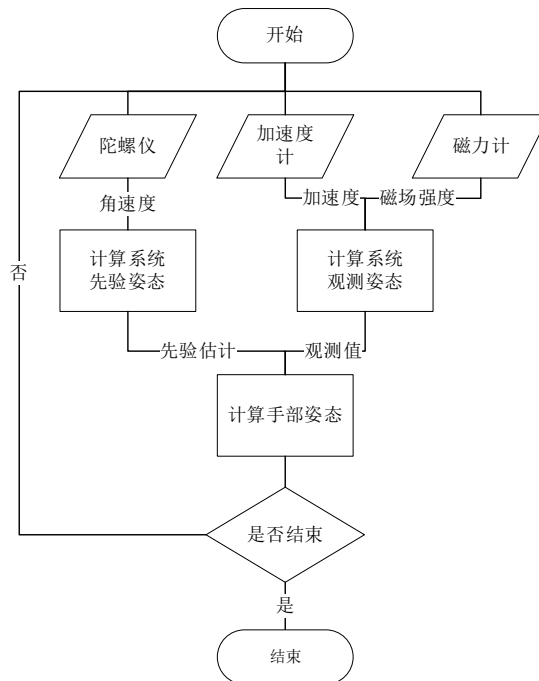 开始
陀螺仪
加速度
计
磁力计
角速度
加速度
磁场强度
否
计算系统
先验姿态
计算系统
观测姿态
先验估计
观测值
计算手部姿态
是否结束
是
结束